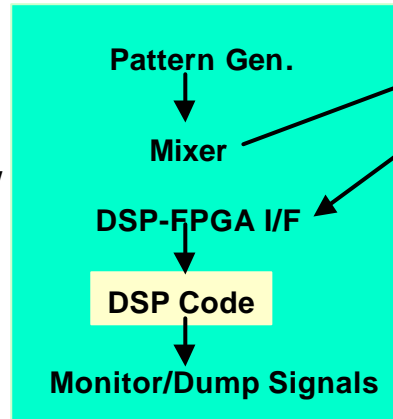 Pattern Gen.
Mixer
DSP-FPGA I/F
DSP Code
Monitor/Dump Signals